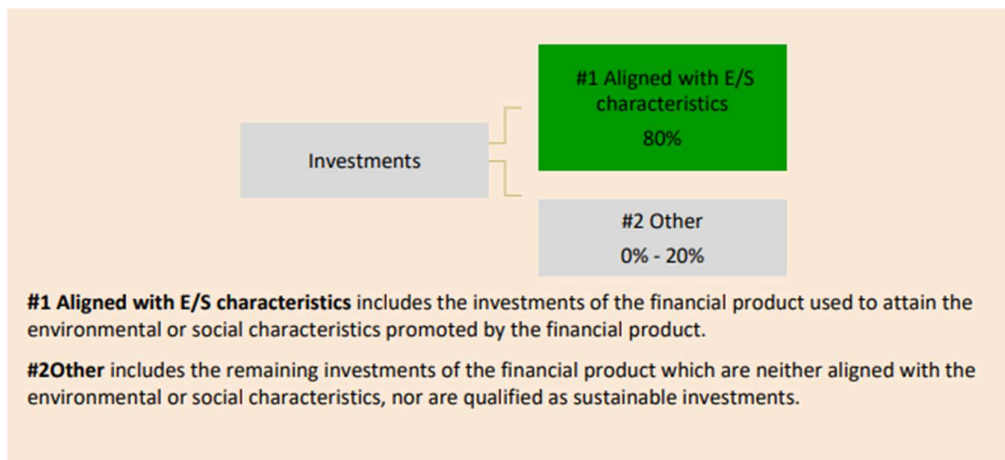 #1 Aligned with E/S
characteristics
80%
Investments
#2 Other
0% - 20%
#1 Aligned with E/S characteristics includes the investments of the financial product used to attain the
environmental or social characteristics promoted by the financial product.
#2Other includes the remaining investments of the financial product which are neither aligned with the
environmental or social characteristics, nor are qualified as sustainable investments.